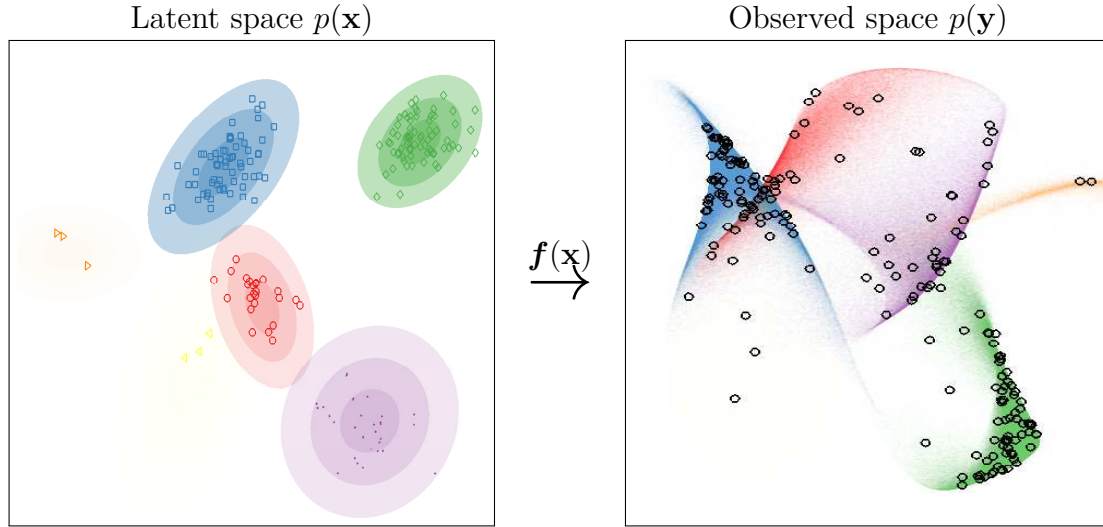 Latent space p(x)
Observed space p(y)
f(x)
→